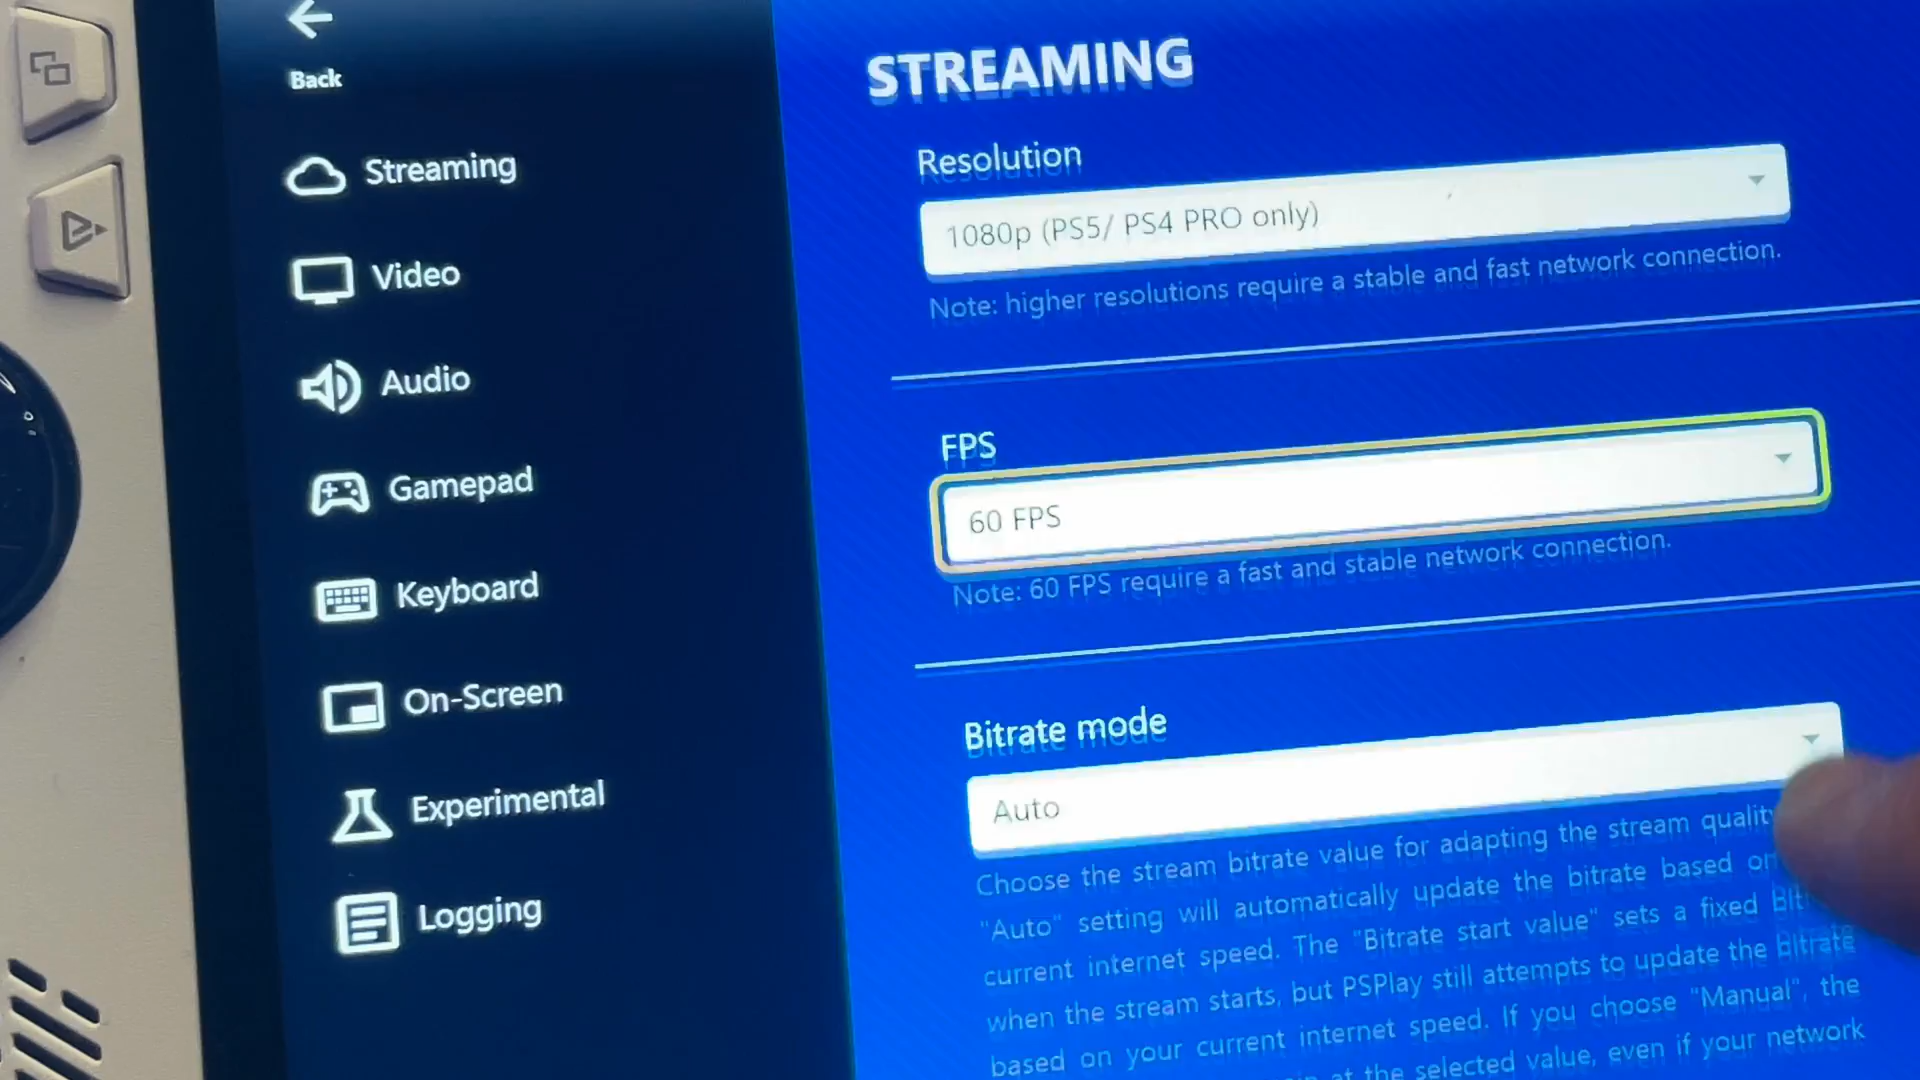 Back
Streaming
Video
Audio
Gamepad
Keyboard
On-Screen
Experimental
Logging
STREAMING
Resolution
1080p (PS5/ PS4 PRO only)
Note: higher resolutions require a stable and fast network connection.
FPS
60 FPS
Note: 60 FPS require a fast and stable network connection.
Bitrate mode
Auto
Choose the stream bitrate value for adapting the stream quality
"Auto" setting will automatically update the bitrate based on
current internet speed. The "Bitrate start value" sets a fixed
when the stream starts, but PSPlay still attempts to update the bitrate
based on your current internet speed. If you choose "Manual", the
at the selected value, even if your network